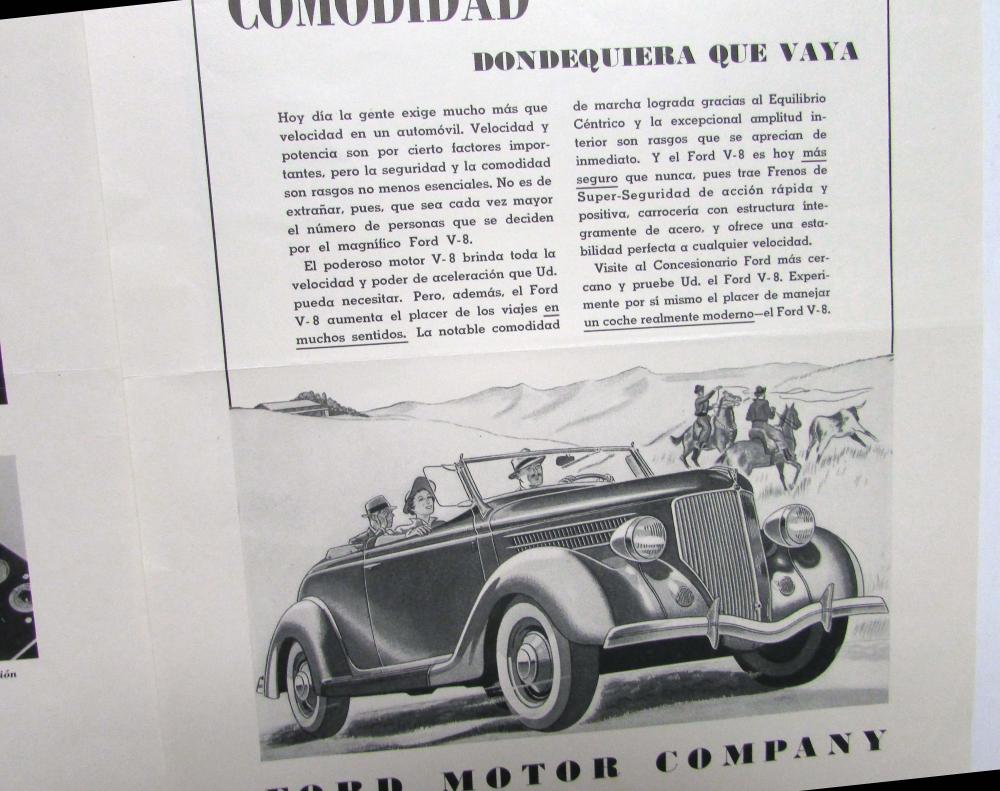 COMODIDAD
DONDEQUIERA QUE VAYA
Hoy día la gente exige mucho más que
velocidad en un automóvil. Velocidad y
potencia son por cierto factores impor-
tantes, pero la seguridad y la comodidad
son rasgos no menos esenciales. No es de
extrañar, pues, que sea cada vez mayor
el número de personas que se deciden
por el magnífico Ford V-8.
El poderoso motor V-8 brinda toda la
velocidad y poder de aceleración que Ud.
pueda necesitar. Pero, además, el Ford
V-8 aumenta el placer de los viajes en
muchos sentidos. La notable comodidad
de marcha lograda gracias al Equilibrio
Céntrico y la excepcional amplitud in-
terior son rasgos que se aprecian de
inmediato. Y el Ford V-8 es hoy más
seguro que nunca, pues trae Frenos de
Super-Seguridad de acción rápida y
positiva, carrocería con estructura ínte-
gramente de acero, y ofrece una esta-
bilidad perfecta a cualquier velocidad.
Visite al Concesionario Ford más cer-
cano y pruebe Ud. el Ford V-8. Experi-
mente por sí mismo el placer de manejar
un coche realmente moderno—el Ford V-8.
ión
FORD MOTOR COMPANY